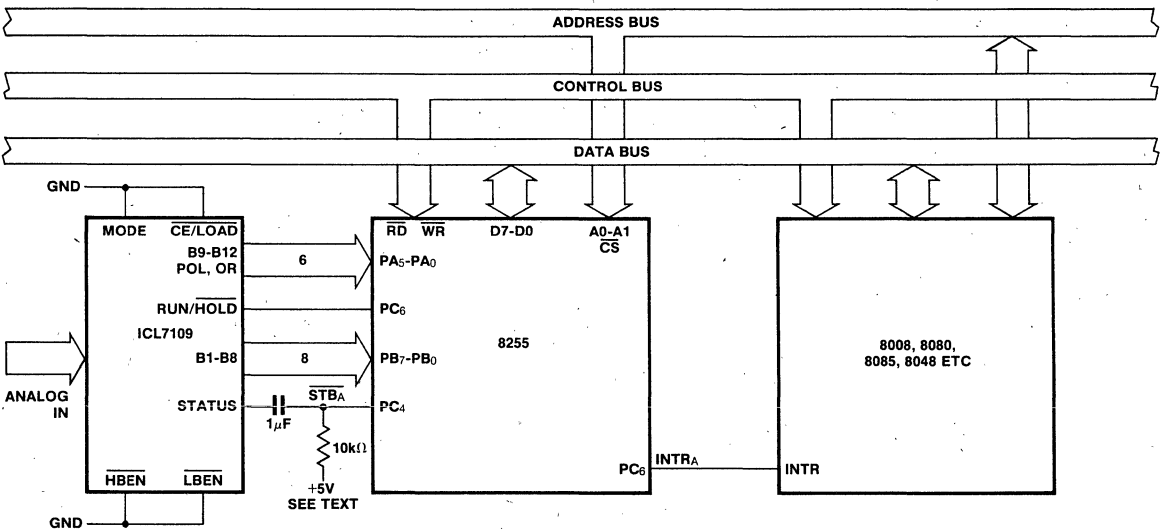 ADDRESS BUS
CONTROL BUS
DATA BUS
GND
MODE
CE/LOAD
B9-B12
POL, OR
6
RUN/HOLD
ICL7109
B1-B8
8
ANALOG
IN
STATUS
1µF
STBA
10kΩ
+5V
SEE TEXT
HBEN
LBEN
GND
RD
WR
D7-D0
A0-A1
CS
PA5-PA0
PC6
8255
PB7-PB0
PC4
PC6
INTRA
INTR
8008, 8080,
8085, 8048 ETC